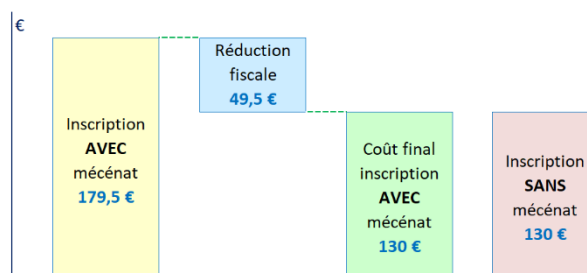 €
Inscription
AVEC
mécénat
179,5 €
Réduction
fiscale
49,5 €
Coût final
inscription
AVEC
mécénat
130 €
Inscription
SANS
mécénat
130 €